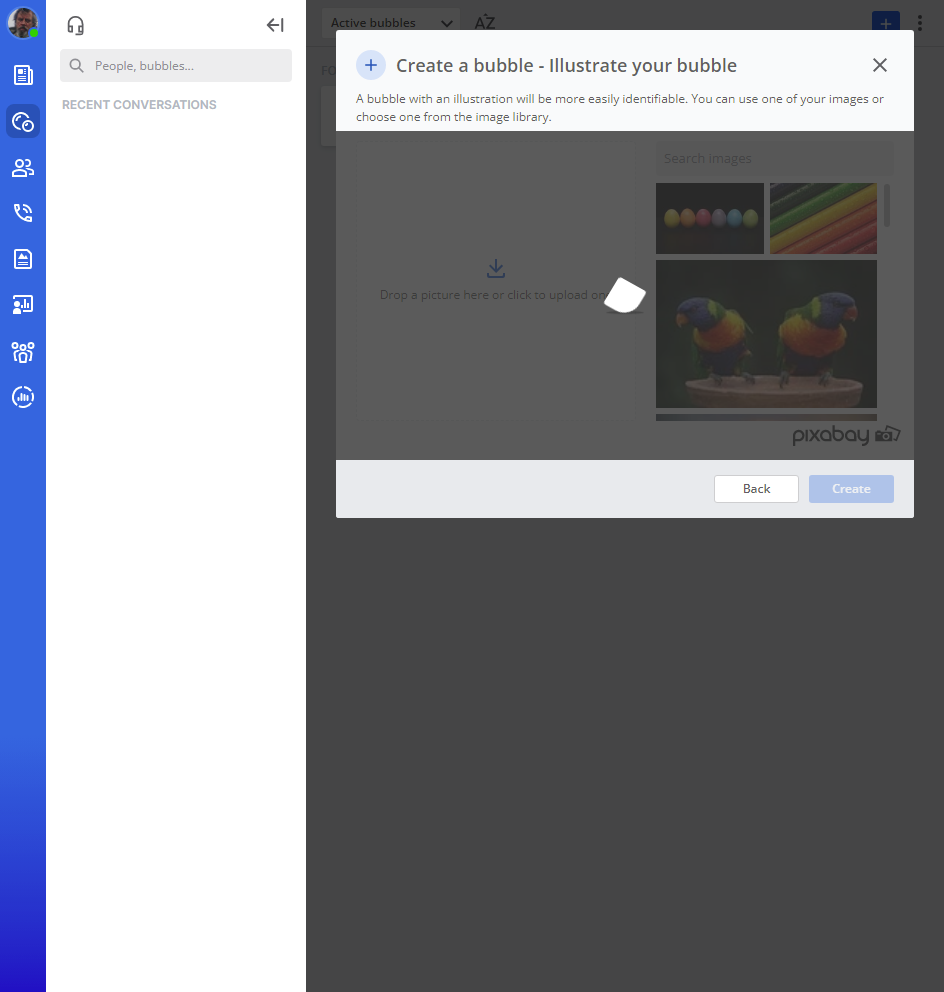 Active bubbles
AZ
Create a bubble - Illustrate your bubble
People, bubbles...
A bubble with an illustration will be more easily identifiable. You can use one of your images or
choose one from the image library.
RECENT CONVERSATIONS
Search images
Drop a picture here or click to upload
pixabay
Back
Create